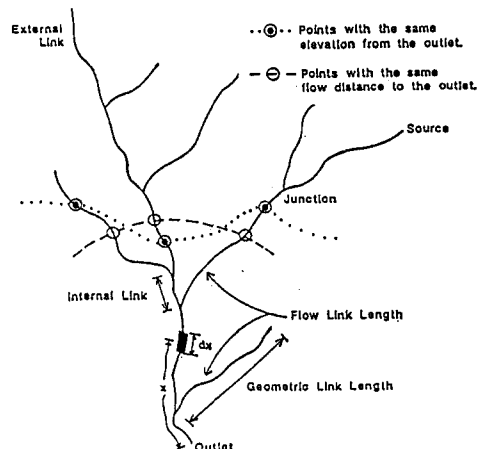 External
Link
Points with the same
elevation from the outlet.
Points with the same
flow distance to the outlet.
Source
Junction
Internal Link
Flow Link Length
dx
x
Geometric Link Length
Outlet